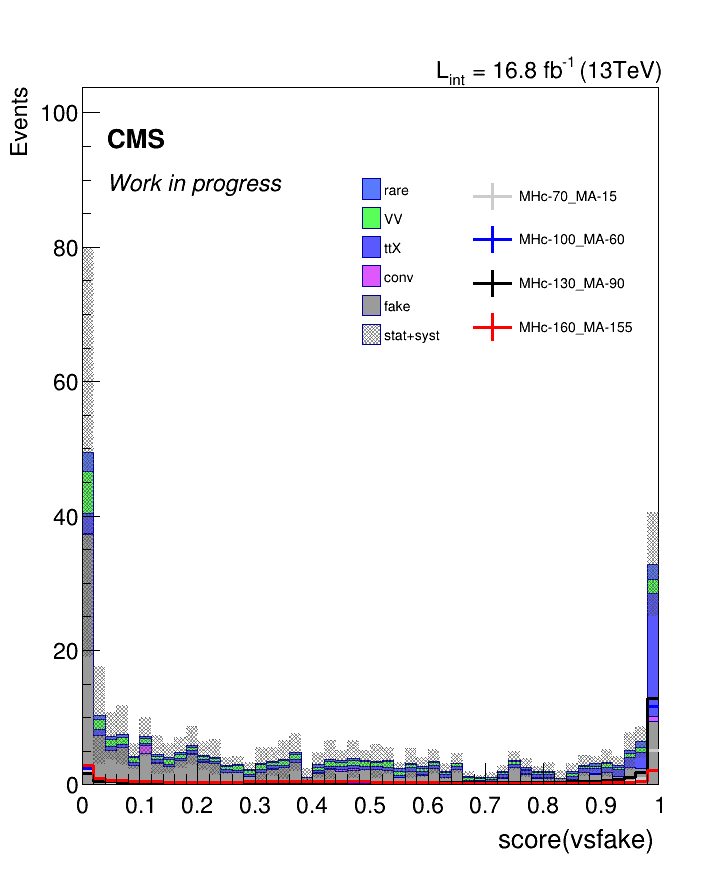 L_int = 16.8 fb^-1 (13TeV)
Events
100
CMS
Work in progress
rare
VV
ttX
conv
fake
stat+syst
MHc-70_MA-15
MHc-100_MA-60
MHc-130_MA-90
MHc-160_MA-155
80
60
40
20
0
0 0.1 0.2 0.3 0.4 0.5 0.6 0.7 0.8 0.9 1
score(vsfake)